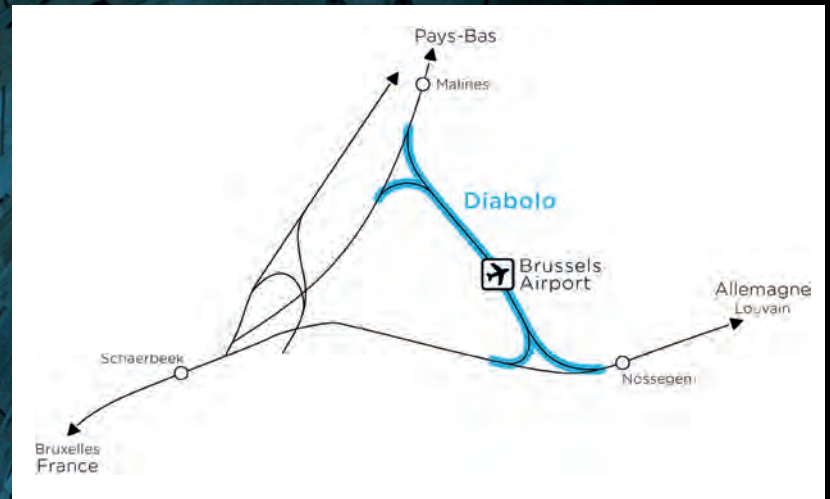 Pays-Bas
Malines
Diabolo
Brussels
Airport
Allemagne
Louvain
Schaerbeek
Nossegem
Bruxelles
France